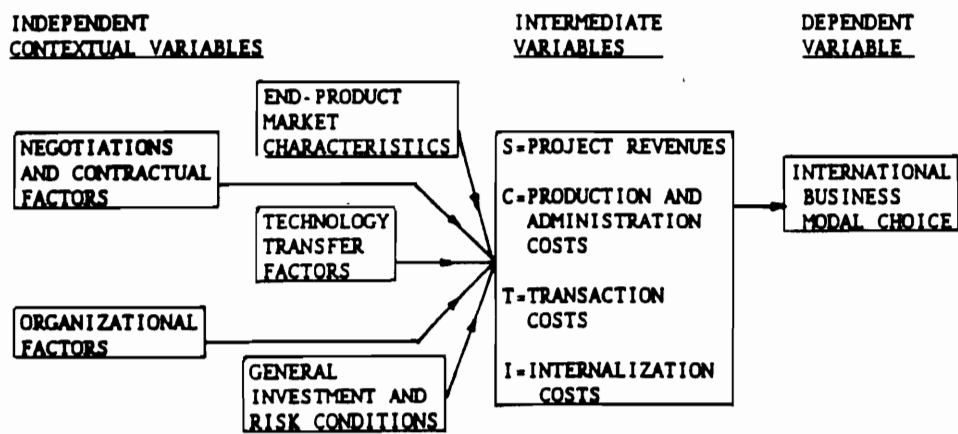 INDEPENDENT
CONTEXTUAL VARIABLES
INTERMEDIATE
VARIABLES
DEPENDENT
VARIABLE
END-PRODUCT
MARKET
CHARACTERISTICS
NEGOTIATIONS
AND CONTRACTUAL
FACTORS
TECHNOLOGY
TRANSFER
FACTORS
ORGANIZATIONAL
FACTORS
GENERAL
INVESTMENT AND
RISK CONDITIONS
S=PROJECT REVENUES
C=PRODUCTION AND
ADMINISTRATION
COSTS
T=TRANSACTION
COSTS
I=INTERNALIZATION
COSTS
INTERNATIONAL
BUSINESS
MODAL CHOICE